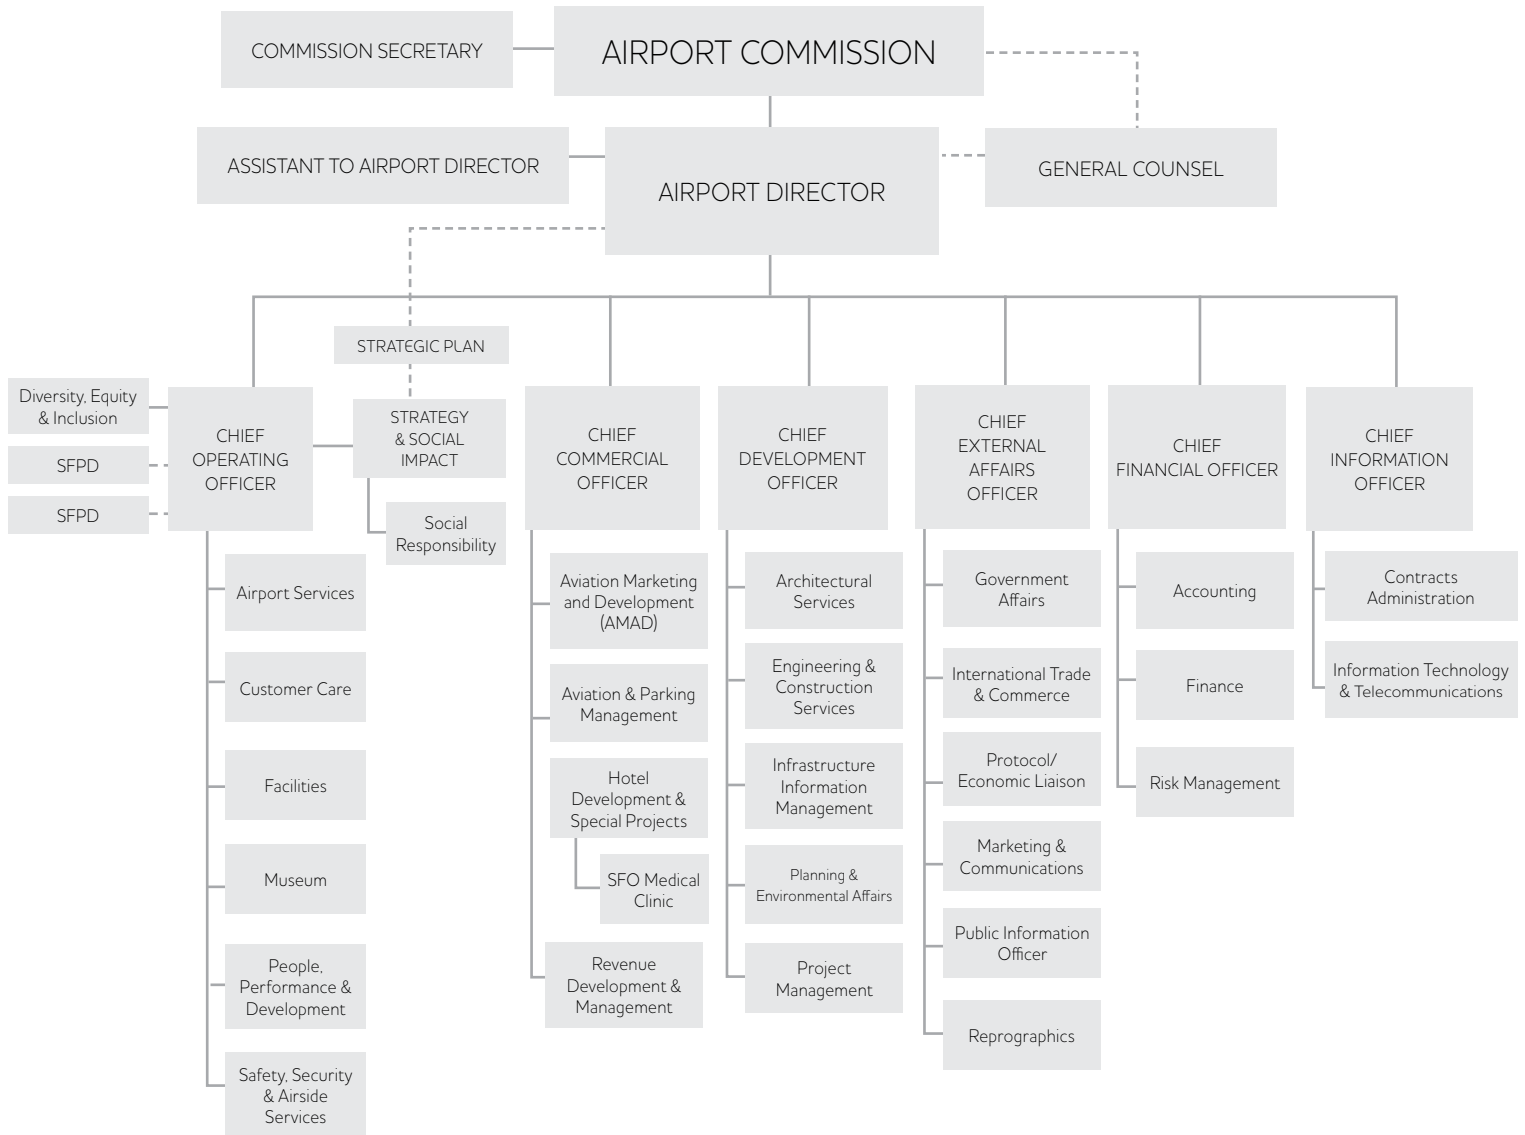 COMMISSION SECRETARY
AIRPORT COMMISSION
ASSISTANT TO AIRPORT DIRECTOR
AIRPORT DIRECTOR
GENERAL COUNSEL
STRATEGIC PLAN
Diversity, Equity
& Inclusion
SFPD
SFPD
CHIEF
OPERATING
OFFICER
STRATEGY
& SOCIAL
IMPACT
Social
Responsibility
CHIEF
COMMERCIAL
OFFICER
CHIEF
DEVELOPMENT
OFFICER
CHIEF
EXTERNAL
AFFAIRS
OFFICER
CHIEF
FINANCIAL OFFICER
CHIEF
INFORMATION
OFFICER
Airport Services
Customer Care
Facilities
Museum
People,
Performance &
Development
Safety, Security
& Airside
Services
Aviation Marketing
and Development
(AMAD)
Aviation & Parking
Management
Hotel
Development &
Special Projects
SFO Medical
Clinic
Revenue
Development &
Management
Architectural
Services
Engineering &
Construction
Services
Infrastructure
Information
Management
Planning &
Environmental Affairs
Project
Management
Government
Affairs
International Trade
& Commerce
Protocol/
Economic Liaison
Marketing &
Communications
Public Information
Officer
Reprographics
Accounting
Finance
Risk Management
Contracts
Administration
Information Technology
& Telecommunications